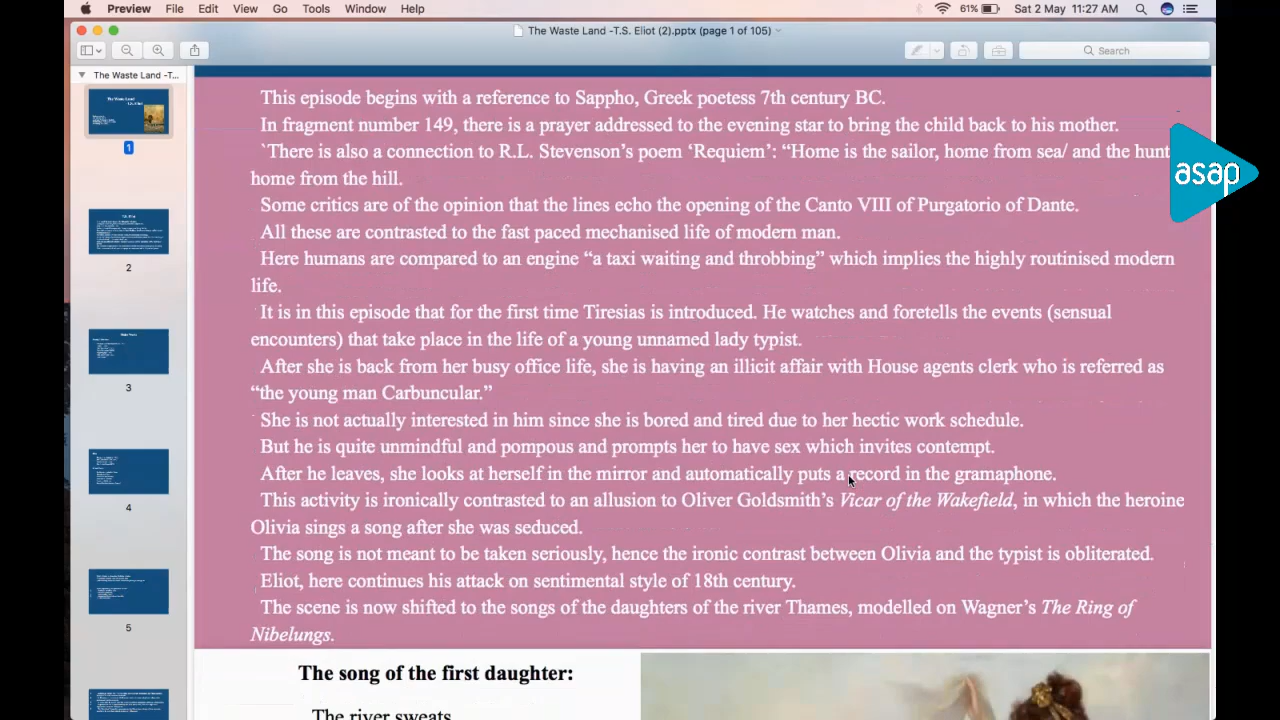 Preview File Edit View Go Tools Window Help 61% Sat 2 May 11:27 AM
The Waste Land -T.S. Eliot (2).pptx (page 1 of 105)
Search
The Waste Land -T...
1
2
3
4
5
This episode begins with a reference to Sappho, Greek poetess 7th century BC.
In fragment number 149, there is a prayer addressed to the evening star to bring the child back to his mother.
`There is also a connection to R.L. Stevenson's poem ‘Requiem’: “Home is the sailor, home from sea/ and the hunt
home from the hill.
Some critics are of the opinion that the lines echo the opening of the Canto VIII of Purgatorio of Dante.
All these are contrasted to the fast paced mechanised life of modern man.
Here humans are compared to an engine “a taxi waiting and throbbing” which implies the highly routinised modern
life.
It is in this episode that for the first time Tiresias is introduced. He watches and foretells the events (sensual
encounters) that take place in the life of a young unnamed lady typist.
After she is back from her busy office life, she is having an illicit affair with House agents clerk who is referred as
“the young man Carbuncular.”
She is not actually interested in him since she is bored and tired due to her hectic work schedule.
But he is quite unmindful and pompous and prompts her to have sex which invites contempt.
After he leaves, she looks at herself in the mirror and automatically puts a record in the gramaphone.
This activity is ironically contrasted to an allusion to Oliver Goldsmith's Vicar of the Wakefield, in which the heroine
Olivia sings a song after she was seduced.
The song is not meant to be taken seriously, hence the ironic contrast between Olivia and the typist is obliterated.
Eliot, here continues his attack on sentimental style of 18th century.
The scene is now shifted to the songs of the daughters of the river Thames, modelled on Wagner's The Ring of
Nibelungs.
The song of the first daughter:
The river sweats
asap